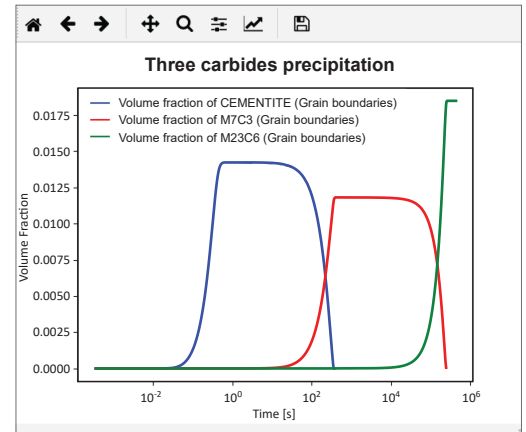 Three carbides precipitation
Volume fraction of CEMENTITE (Grain boundaries)
Volume fraction of M7C3 (Grain boundaries)
Volume fraction of M23C6 (Grain boundaries)
Volume Fraction
0.0175
0.0150
0.0125
0.0100
0.0075
0.0050
0.0025
0.0000
10⁻² 10⁰ 10² 10⁴ 10⁶
Time [s]